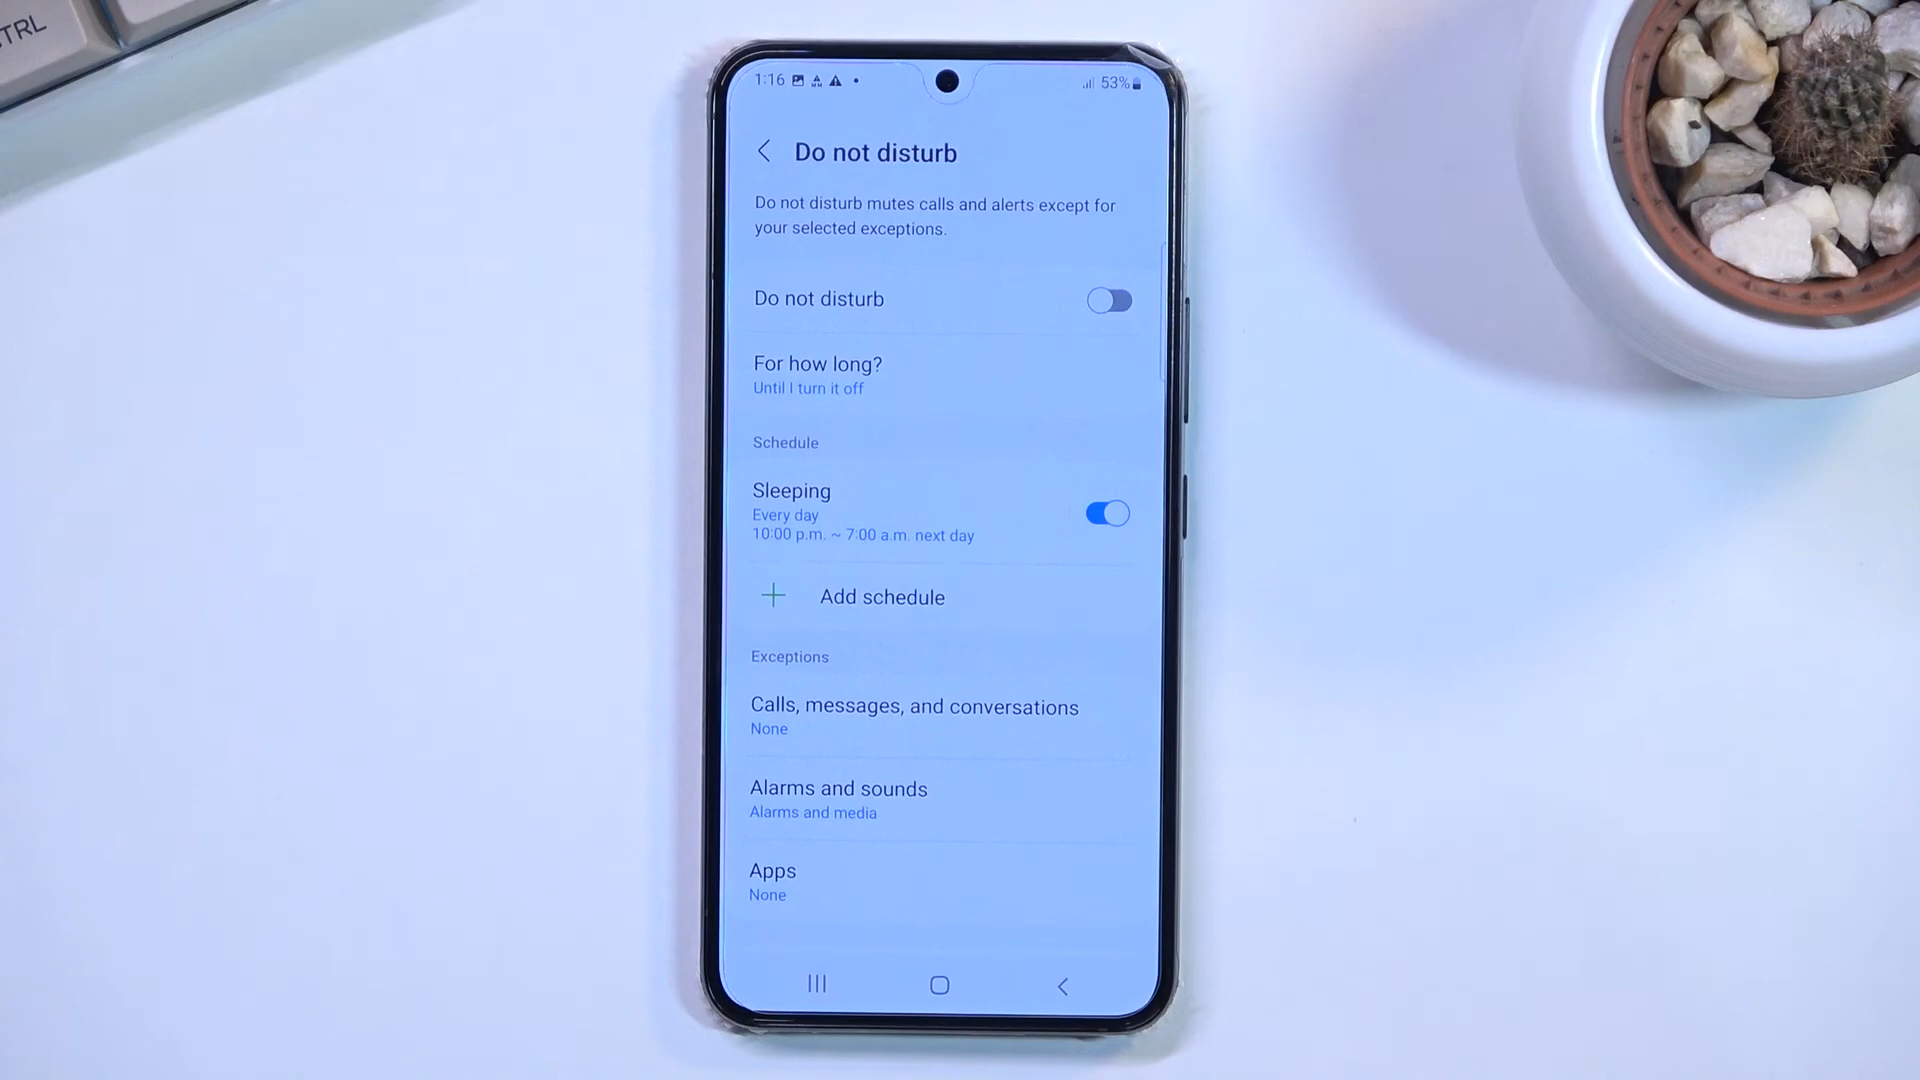 TRL
1:16 53%
Do not disturb
Do not disturb mutes calls and alerts except for
your selected exceptions.
Do not disturb
For how long?
Until I turn it off
Schedule
Sleeping
Every day
10:00 p.m. ~ 7:00 a.m. next day
Add schedule
Exceptions
Calls, messages, and conversations
None
Alarms and sounds
Alarms and media
Apps
None